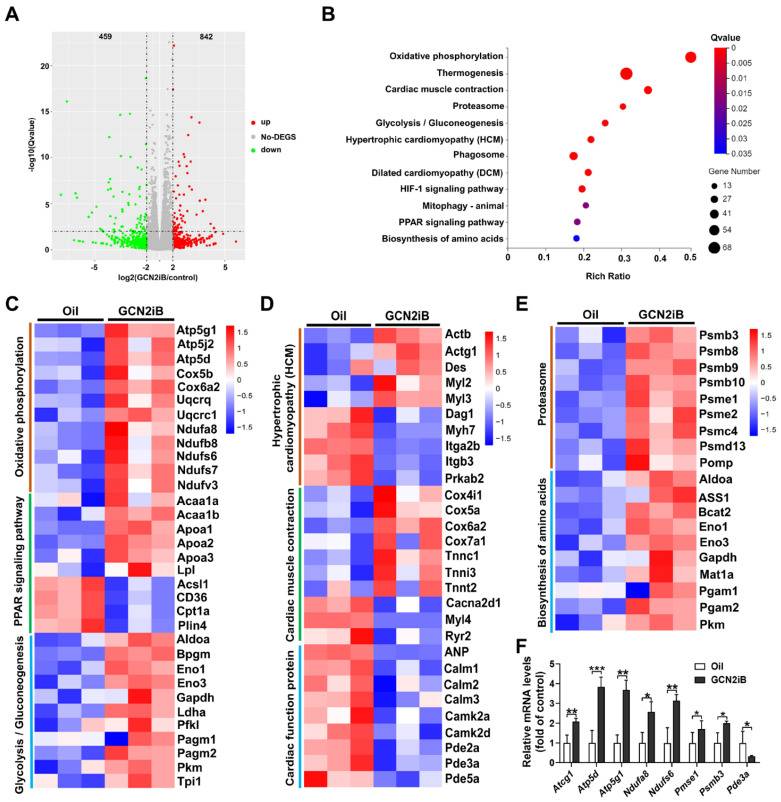 A
459 842
20
15
10
5
0
-log10(Qvalue)
-5 -2 2 5
log2(GCN2iB/control)
up
No-DEGS
down
B
Oxidative phosphorylation
Thermogenesis
Cardiac muscle contraction
Proteasome
Glycolysis / Gluconeogenesis
Hypertrophic cardiomyopathy (HCM)
Phagosome
Dilated cardiomyopathy (DCM)
HIF-1 signaling pathway
Mitophagy - animal
PPAR signaling pathway
Biosynthesis of amino acids
0 0.1 0.2 0.3 0.4 0.5
Rich Ratio
Qvalue
0
0.005
0.01
0.015
0.02
0.025
0.03
0.035
Gene Number
13
27
41
54
68
C
Oil GCN2iB
Oxidative phosphorylation
Atp5g1
Atp5j2
Atp5d
Cox5b
Cox6a2
Uqcrq
Uqcrc1
Ndufa8
Ndufb8
Ndufs6
Ndufs7
Ndufv3
PPAR signaling pathway
Acaa1a
Acaa1b
Apoa1
Apoa2
Apoa3
Lpl
Acsl1
CD36
Cpt1a
Plin4
Glycolysis / Gluconeogenesis
Aldoa
Bpgm
Eno1
Eno3
Gapdh
Ldha
Pfkl
Pagm1
Pagm2
Pkm
Tpi1
1.5
1.0
0.5
0
-0.5
-1.0
-1.5
D
Oil GCN2iB
Hypertrophic
cardiomyopathy (HCM)
Actb
Actg1
Des
Myl2
Myl3
Dag1
Myh7
Itga2b
Itgb3
Prkab2
Cardiac muscle contraction
Cox4i1
Cox5a
Cox6a2
Cox7a1
Tnnc1
Tnni3
Tnnt2
Cacna2d1
Myl4
Ryr2
Cardiac function protein
ANP
Calm1
Calm2
Calm3
Camk2a
Camk2d
Pde2a
Pde3a
Pde5a
1.5
1.0
0.5
0
-0.5
-1.0
-1.5
E
Oil GCN2iB
Proteasome
Psmb3
Psmb8
Psmb9
Psmb10
Psme1
Psme2
Psmc4
Psmd13
Pomp
Biosynthesis of amino acids
Aldoa
ASS1
Bcat2
Eno1
Eno3
Gapdh
Mat1a
Pgam1
Pgam2
Pkm
1.5
1.0
0.5
0
-0.5
-1.0
-1.5
F
Oil
GCN2iB
Relative mRNA levels
(fold of control)
5
4
3
2
1
0
** *** ** * ** * * *
Atcg1 Atp5d Atp5g1 Ndufa8 Ndufs6 Pmse1 Psmb3 Pde3a